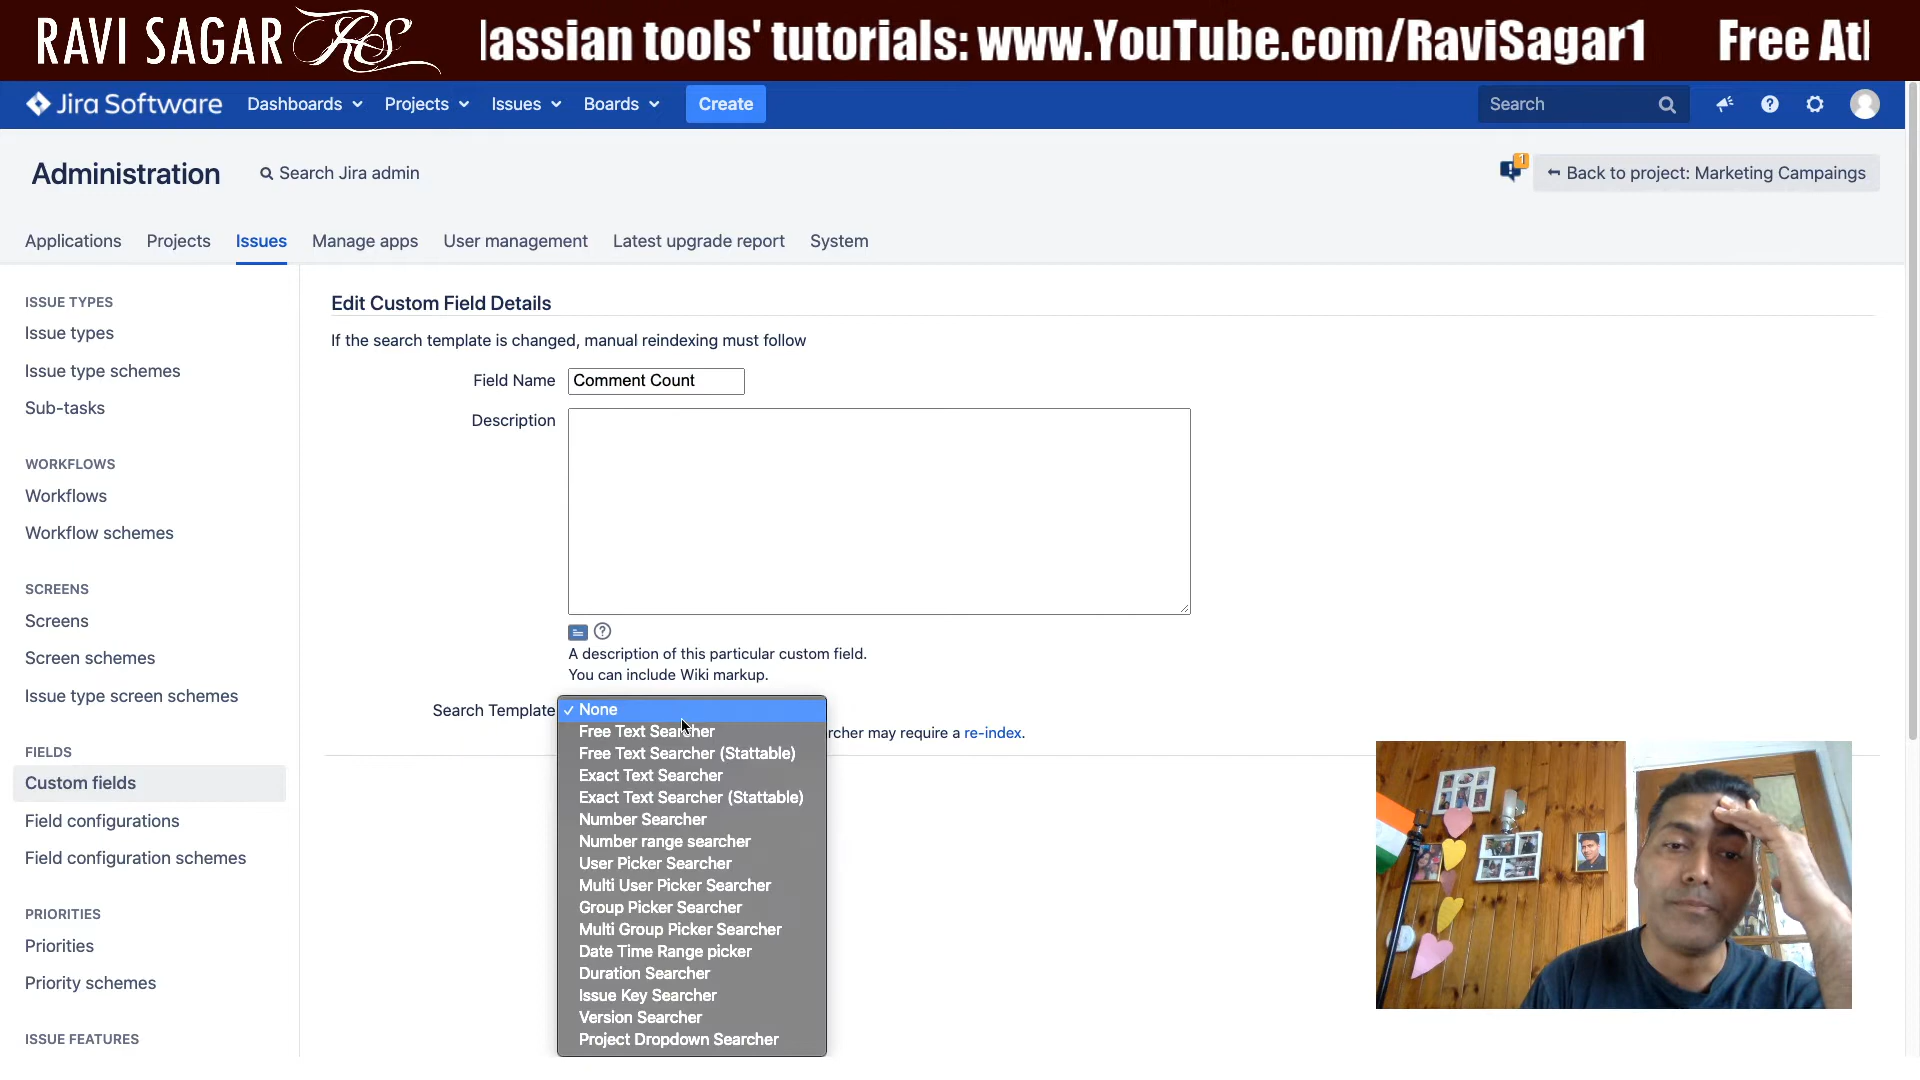 RAVI SAGAR RS lassian tools' tutorials: www.YouTube.com/RaviSagar1 Free Atl
Jira Software Dashboards Projects Issues Boards Create Search
Administration Search Jira admin 1 Back to project: Marketing Campaings
Applications Projects Issues Manage apps User management Latest upgrade report System
ISSUE TYPES
Issue types
Issue type schemes
Sub-tasks
WORKFLOWS
Workflows
Workflow schemes
SCREENS
Screens
Screen schemes
Issue type screen schemes
FIELDS
Custom fields
Field configurations
Field configuration schemes
PRIORITIES
Priorities
Priority schemes
ISSUE FEATURES
Edit Custom Field Details
If the search template is changed, manual reindexing must follow
Field Name Comment Count
Description
A description of this particular custom field.
You can include Wiki markup.
Search Template None
Free Text Searcher
rcher may require a re-index.
Free Text Searcher (Stattable)
Exact Text Searcher
Exact Text Searcher (Stattable)
Number Searcher
Number range searcher
User Picker Searcher
Multi User Picker Searcher
Group Picker Searcher
Multi Group Picker Searcher
Date Time Range picker
Duration Searcher
Issue Key Searcher
Version Searcher
Project Dropdown Searcher